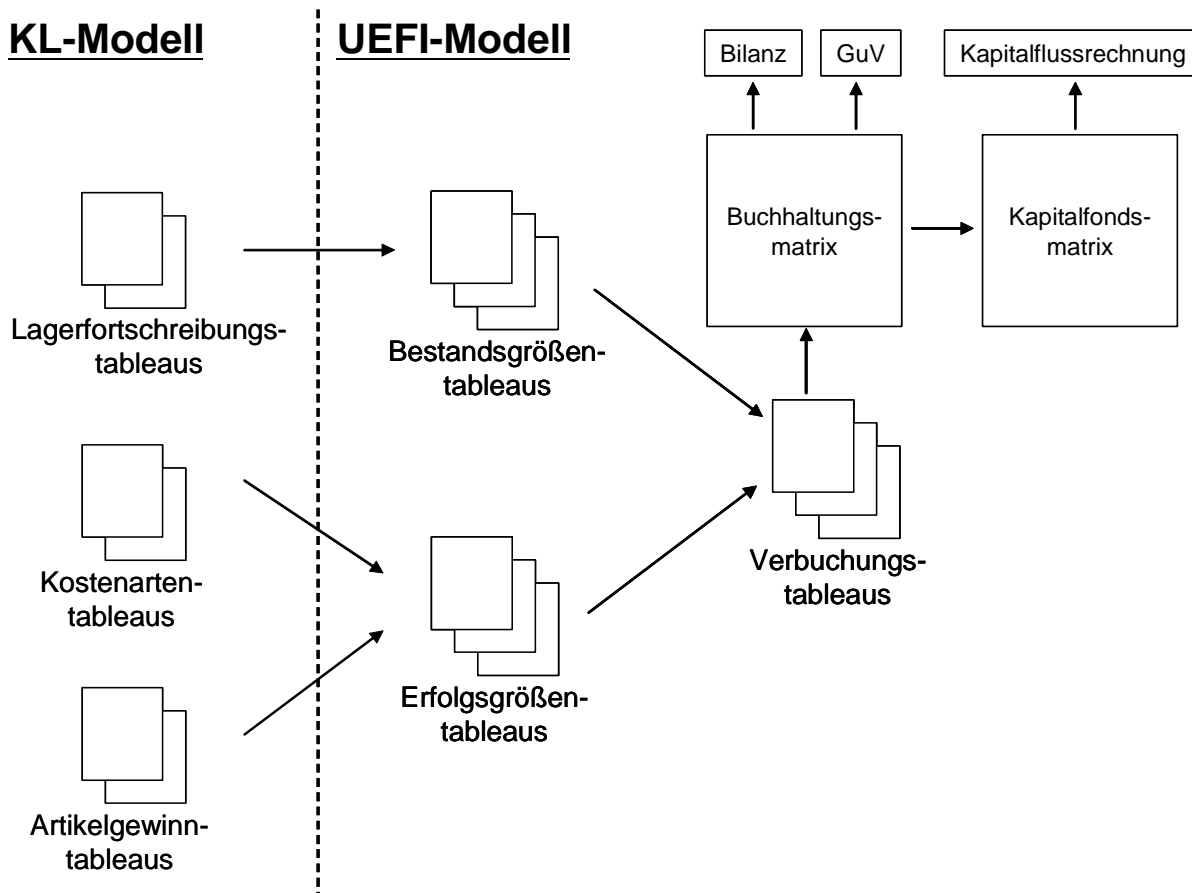 KL-Modell
UEFI-Modell
Bilanz
GuV
Kapitalflussrechnung
Buchhaltungs-
matrix
Kapitalfonds-
matrix
Lagerfortschreibungs-
tableaus
Bestandsgrößen-
tableaus
Kostenarten-
tableaus
Erfolgsgrößen-
tableaus
Verbuchungs-
tableaus
Artikelgewinn-
tableaus